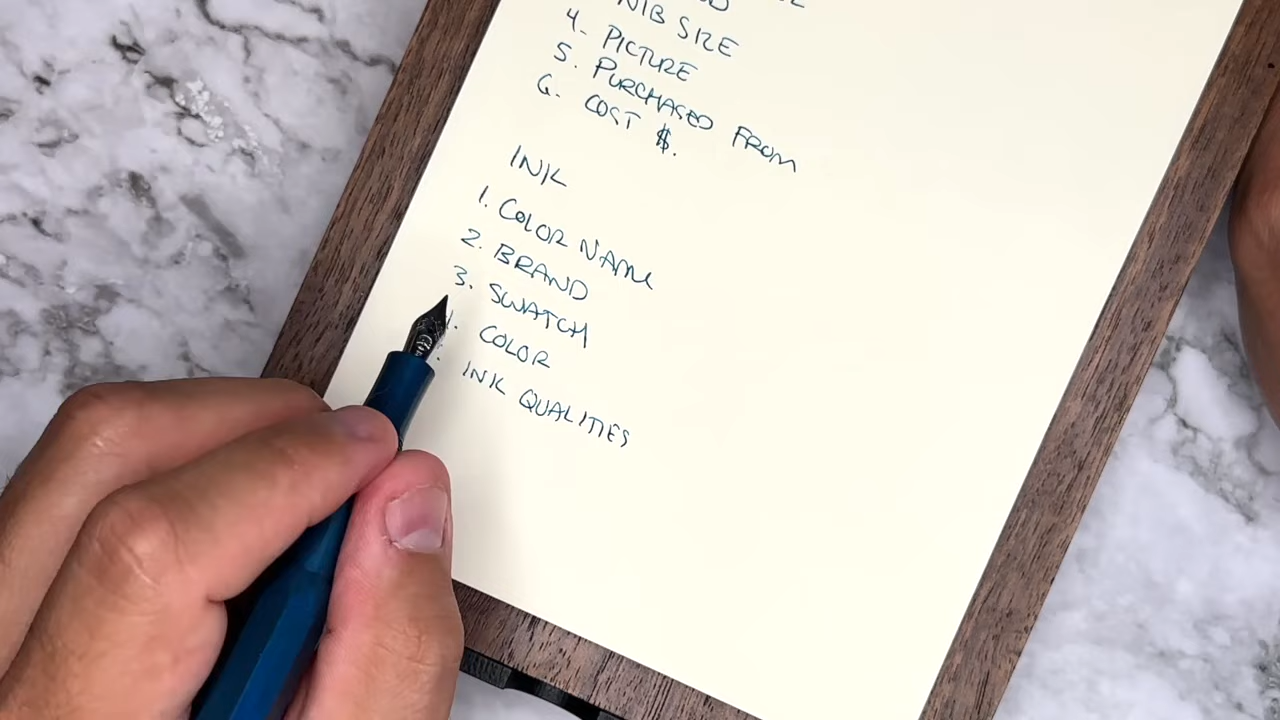 NIB SIZE
4. PICTURE
5. PURCHASED FROM
6. COST $.
INK
1. COLOR NAME
2. BRAND
3. SWATCH
COLOR
INK QUALITIES